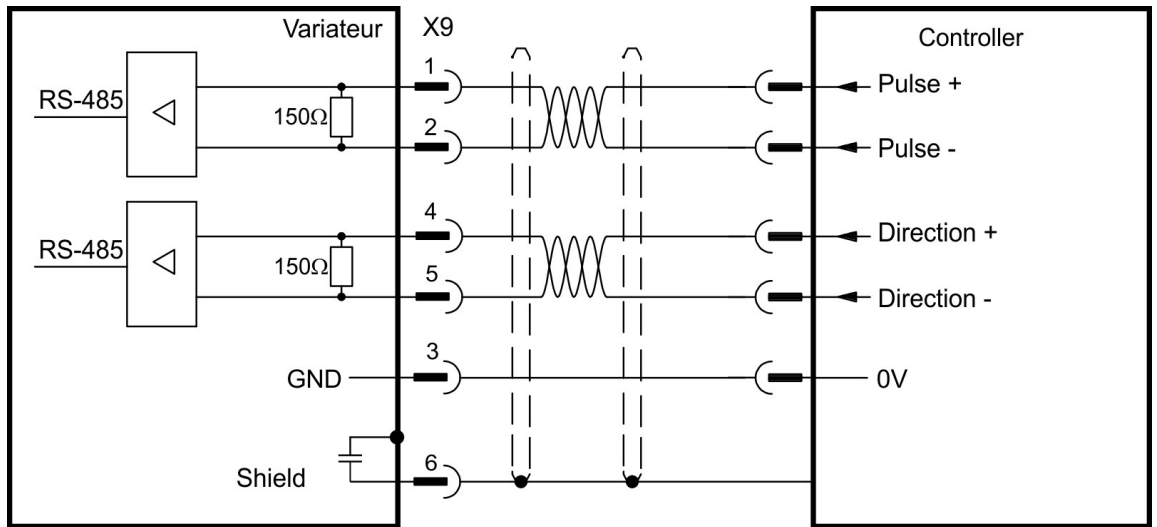 Variateur
X9
Controller
1
Pulse +
RS-485
150Ω
2
Pulse -
4
Direction +
RS-485
150Ω
5
Direction -
3
GND
0V
6
Shield